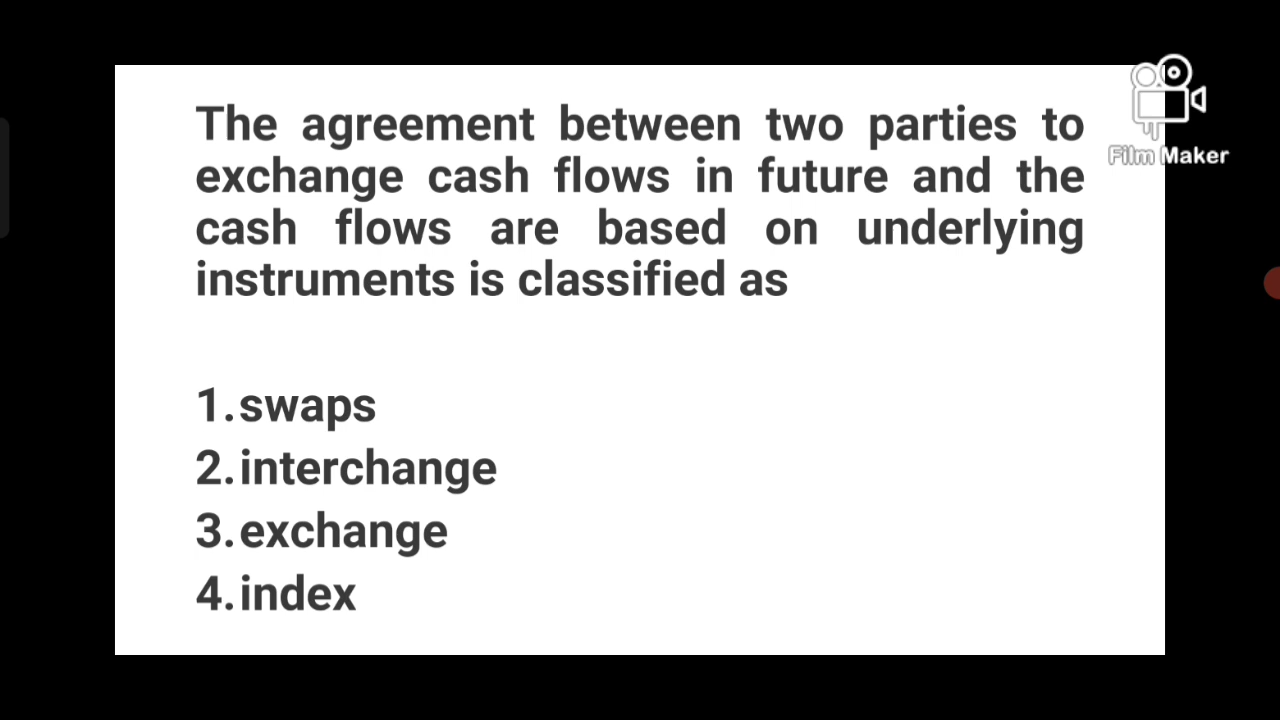 The agreement between two parties to
exchange cash flows in future and the
cash flows are based on underlying
instruments is classified as
1.swaps
2.interchange
3.exchange
4.index
Film Maker